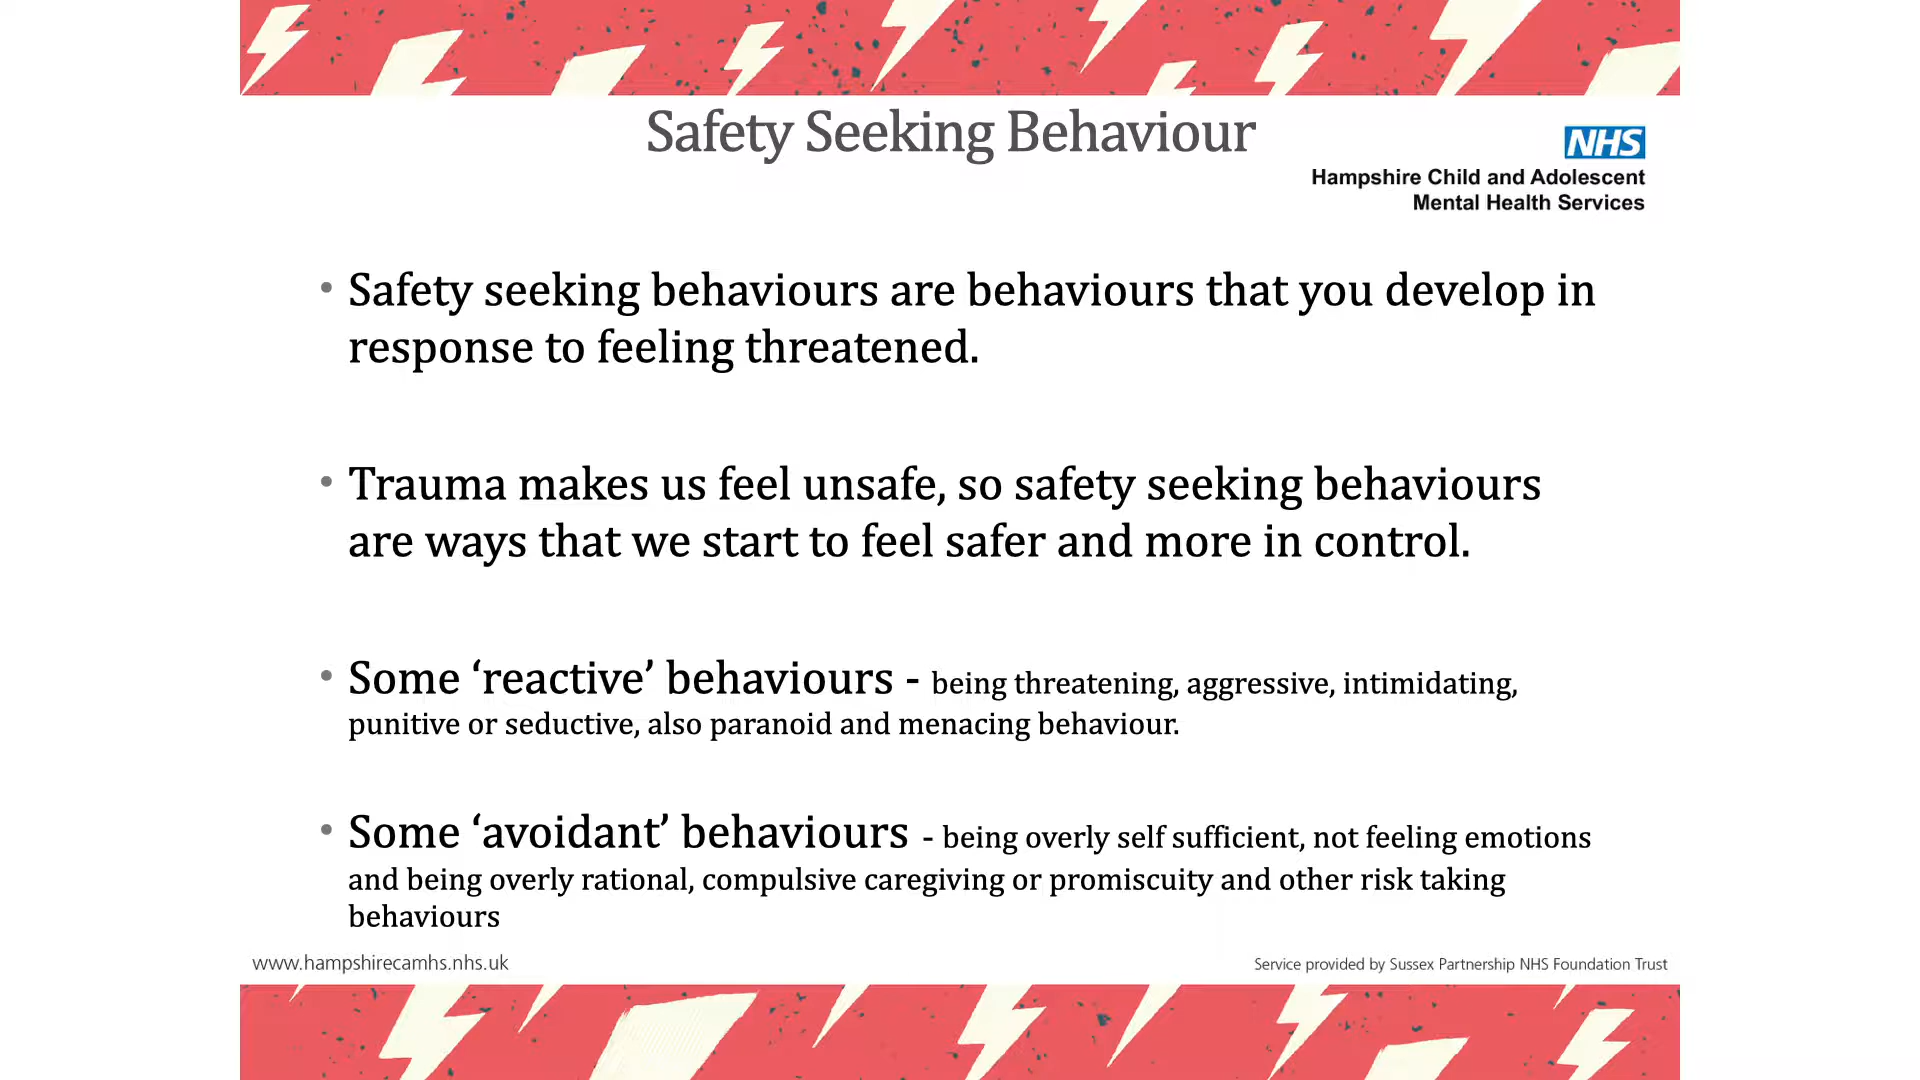 Safety Seeking Behaviour
NHS
Hampshire Child and Adolescent
Mental Health Services
• Safety seeking behaviours are behaviours that you develop in
response to feeling threatened.
• Trauma makes us feel unsafe, so safety seeking behaviours
are ways that we start to feel safer and more in control.
• Some ‘reactive’ behaviours - being threatening, aggressive, intimidating,
punitive or seductive, also paranoid and menacing behaviour.
• Some ‘avoidant’ behaviours - being overly self sufficient, not feeling emotions
and being overly rational, compulsive caregiving or promiscuity and other risk taking
behaviours
www.hampshirecamhs.nhs.uk
Service provided by Sussex Partnership NHS Foundation Trust